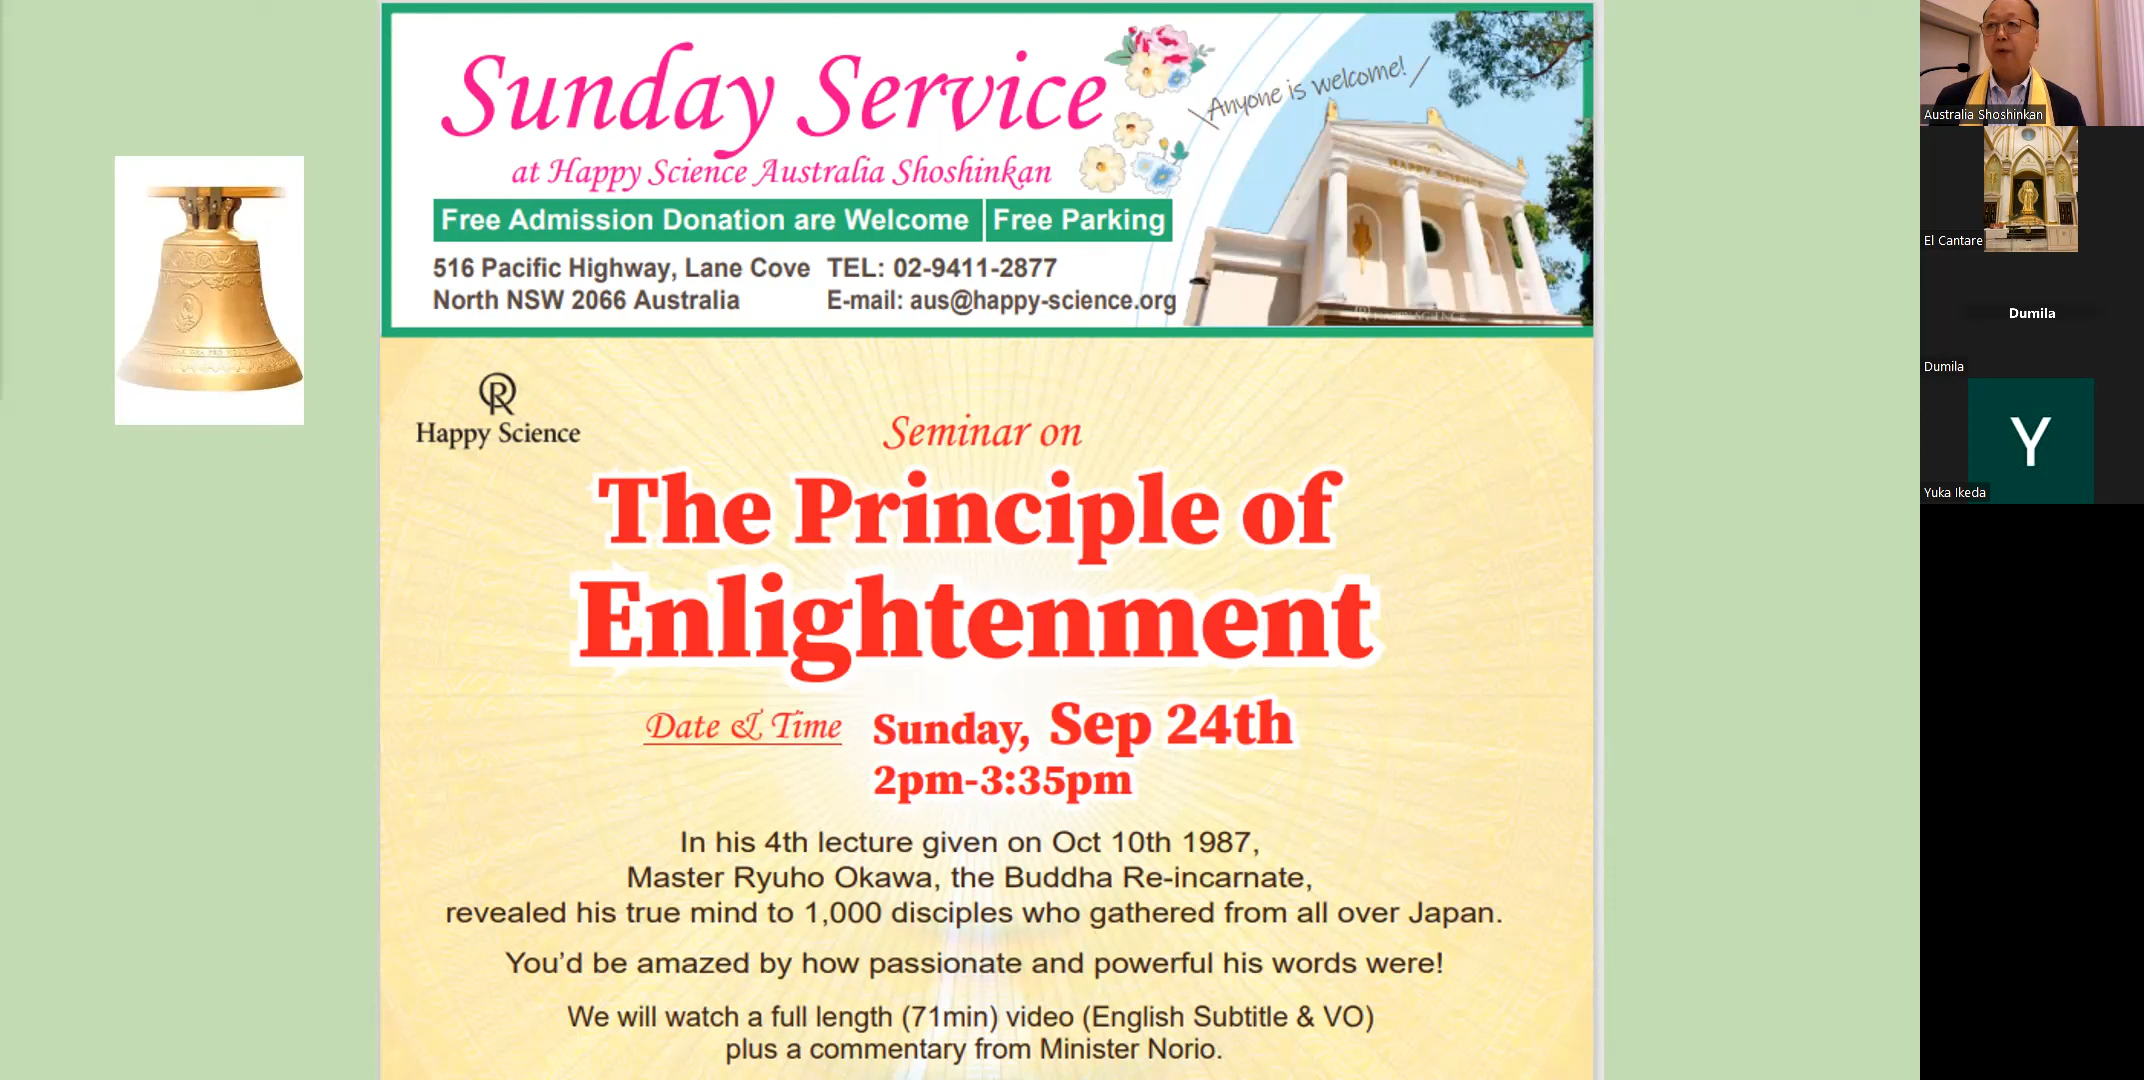 Sunday Service
at Happy Science Australia Shoshinkan
\Anyone is welcome!/
Free Admission Donation are Welcome Free Parking
516 Pacific Highway, Lane Cove TEL: 02-9411-2877
North NSW 2066 Australia E-mail: aus@happy-science.org
HAPPY SCIENCE
Happy Science
Seminar on
The Principle of
Enlightenment
Date & Time Sunday, Sep 24th
2pm-3:35pm
In his 4th lecture given on Oct 10th 1987,
Master Ryuho Okawa, the Buddha Re-incarnate,
revealed his true mind to 1,000 disciples who gathered from all over Japan.
You'd be amazed by how passionate and powerful his words were!
We will watch a full length (71min) video (English Subtitle & VO)
plus a commentary from Minister Norio.
Australia Shoshinkan
El Cantare
Dumila
Dumila
Y
Yuka Ikeda